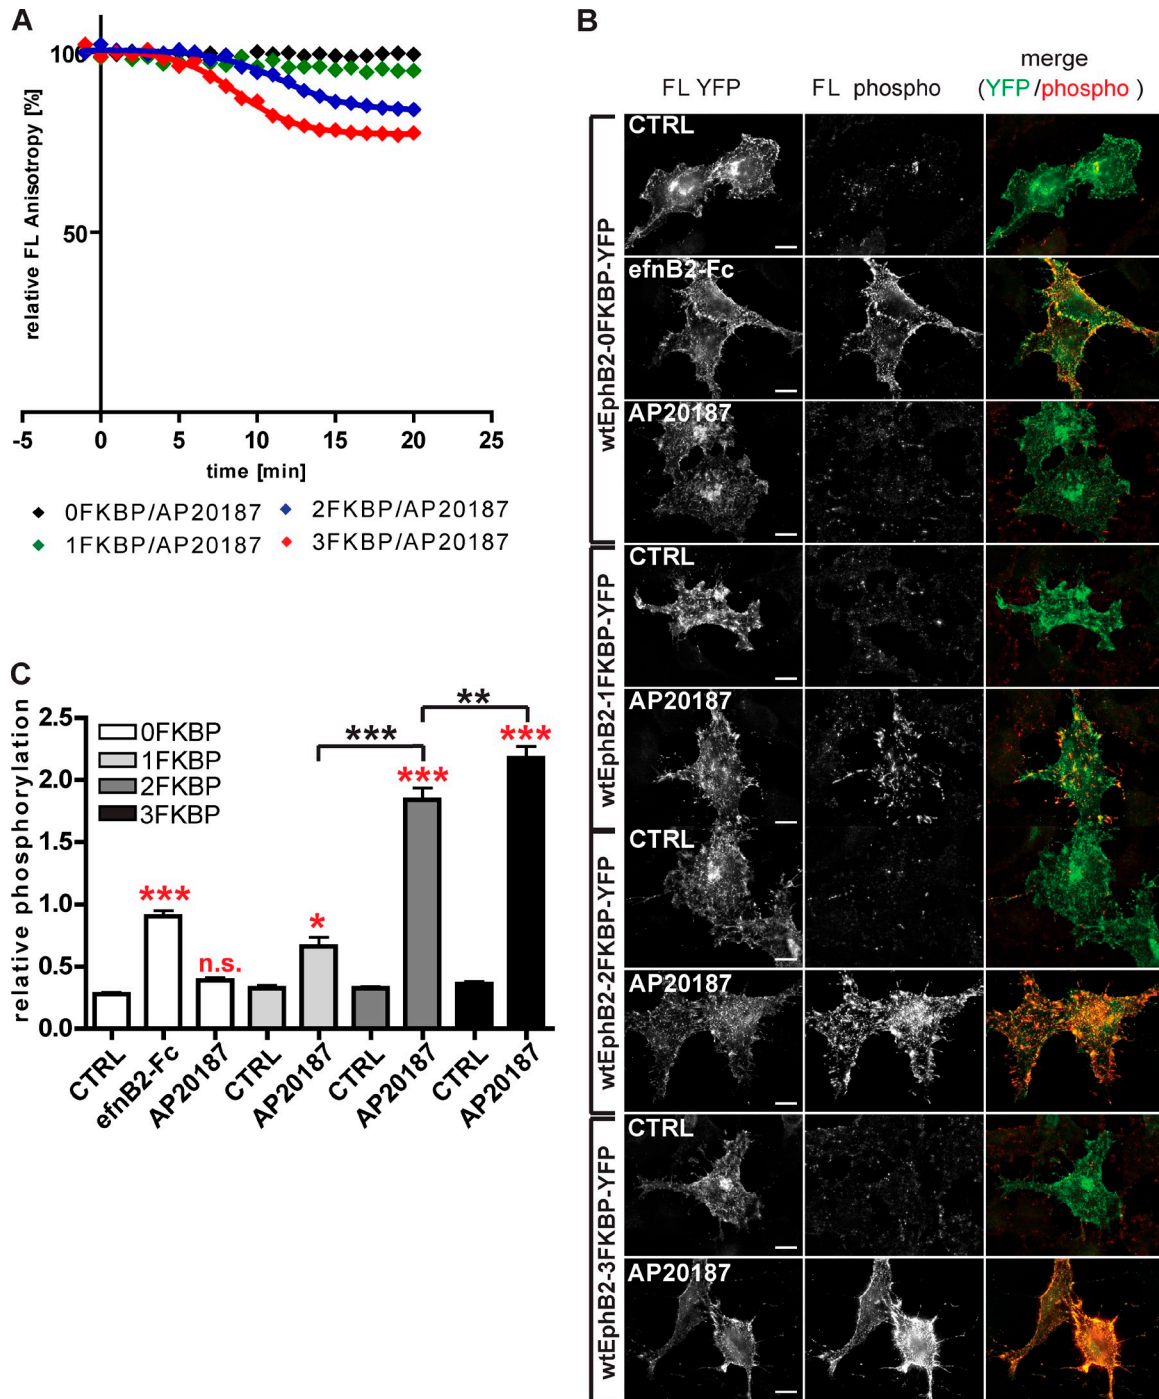 A
relative FL Anisotropy [%]
100
50
-5 0 5 10 15 20 25
time [min]
0FKBP/AP20187 2FKBP/AP20187
1FKBP/AP20187 3FKBP/AP20187
B
FL YFP FL phospho merge
(YFP/phospho)
wtEphB2-0FKBP-YFP
CTRL
efnB2-Fc
AP20187
wtEphB2-1FKBP-YFP
CTRL
AP20187
wtEphB2-2FKBP-YFP
CTRL
AP20187
wtEphB2-3FKBP-YFP
CTRL
AP20187
C
relative phosphorylation
2.5
2.0
1.5
1.0
0.5
0.0
0FKBP
1FKBP
2FKBP
3FKBP
***
n.s.
*
***
***
***
**
CTRL
efnB2-Fc
AP20187
CTRL
AP20187
CTRL
AP20187
CTRL
AP20187